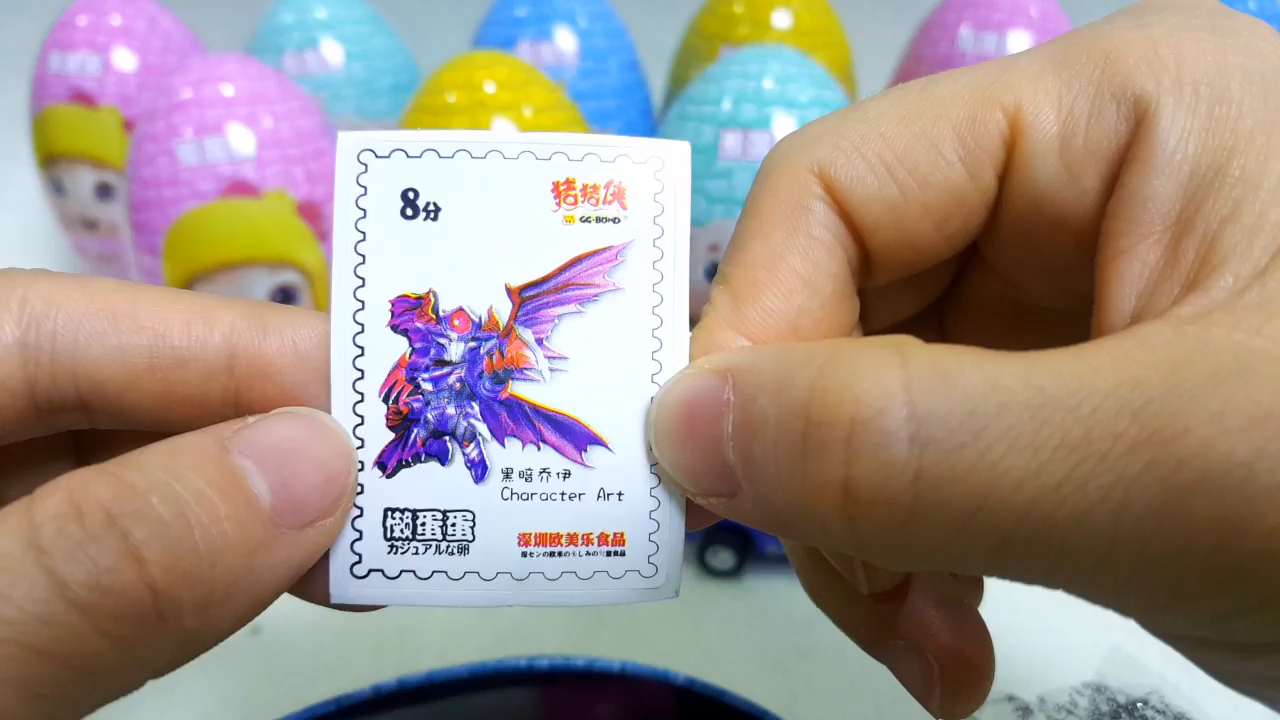 8分
猪猪侠
GG·BOND
黑暗乔伊
Character Art
懒蛋蛋
カジュアルな卵
深圳欧美乐食品